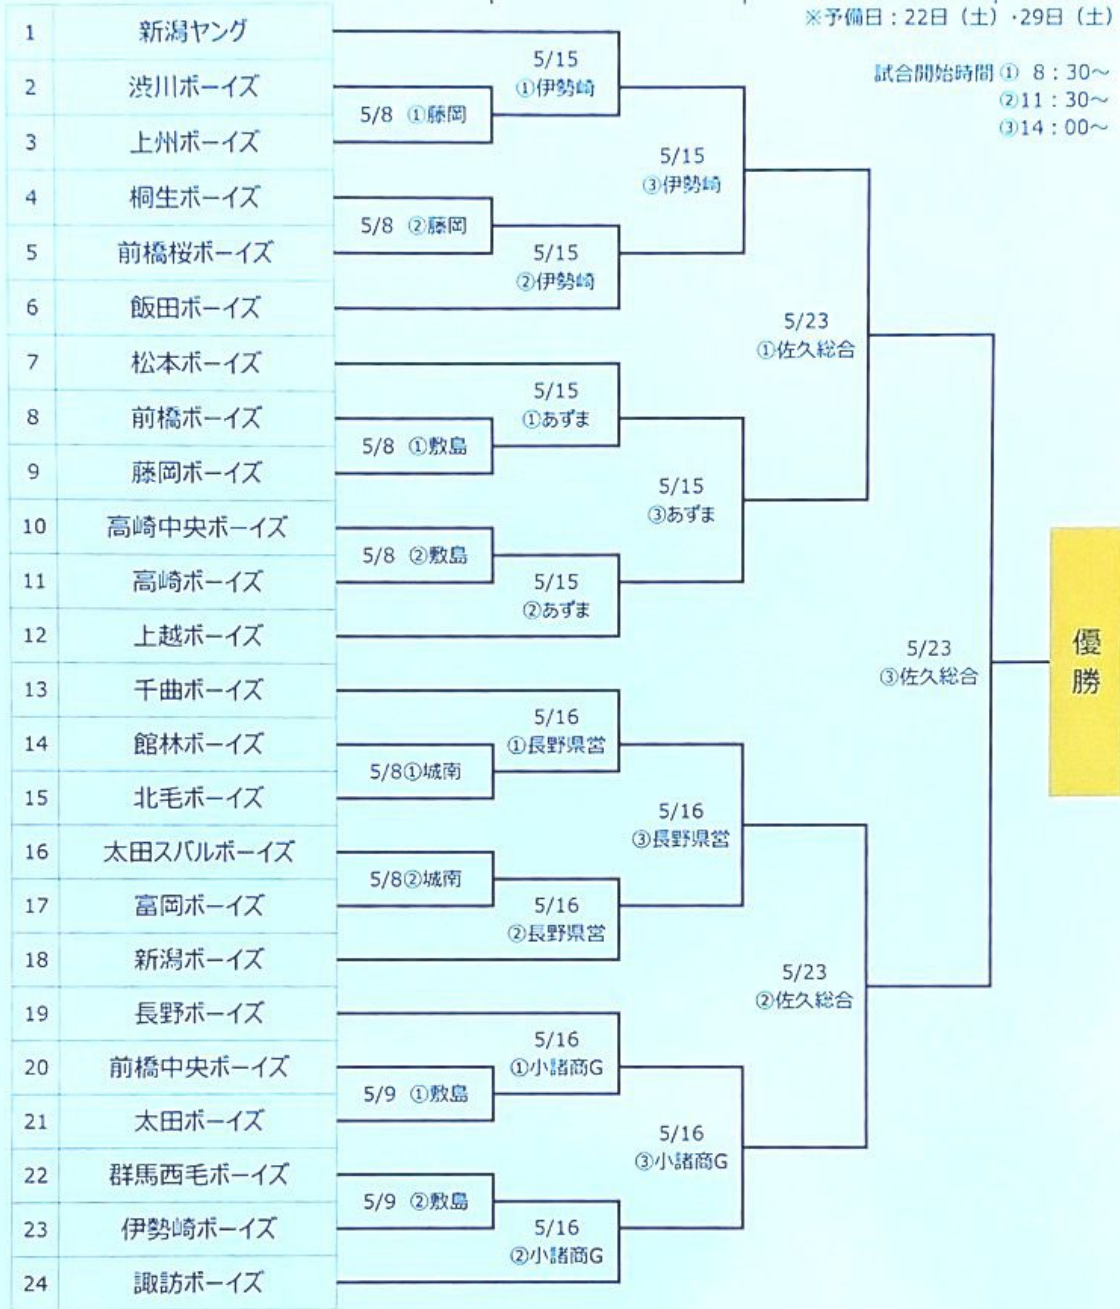 ※予備日：22日（土）・29日（土）
試合開始時間 ① 8：30～
②11：30～
③14：00～
1 新潟ヤング
2 渋川ボーイズ
3 上州ボーイズ
4 桐生ボーイズ
5 前橋桜ボーイズ
6 飯田ボーイズ
7 松本ボーイズ
8 前橋ボーイズ
9 藤岡ボーイズ
10 高崎中央ボーイズ
11 高崎ボーイズ
12 上越ボーイズ
13 千曲ボーイズ
14 館林ボーイズ
15 北毛ボーイズ
16 太田スバルボーイズ
17 富岡ボーイズ
18 新潟ボーイズ
19 長野ボーイズ
20 前橋中央ボーイズ
21 太田ボーイズ
22 群馬西毛ボーイズ
23 伊勢崎ボーイズ
24 諏訪ボーイズ
5/8 ①藤岡
5/8 ②藤岡
5/8 ①敷島
5/8 ②敷島
5/8①城南
5/8②城南
5/9 ①敷島
5/9 ②敷島
5/15
①伊勢崎
5/15
②伊勢崎
5/15
①あずま
5/15
②あずま
5/16
①長野県営
5/16
②長野県営
5/16
①小諸商G
5/16
②小諸商G
5/15
③伊勢崎
5/15
③あずま
5/16
③長野県営
5/16
③小諸商G
5/23
①佐久総合
5/23
②佐久総合
5/23
③佐久総合
優勝